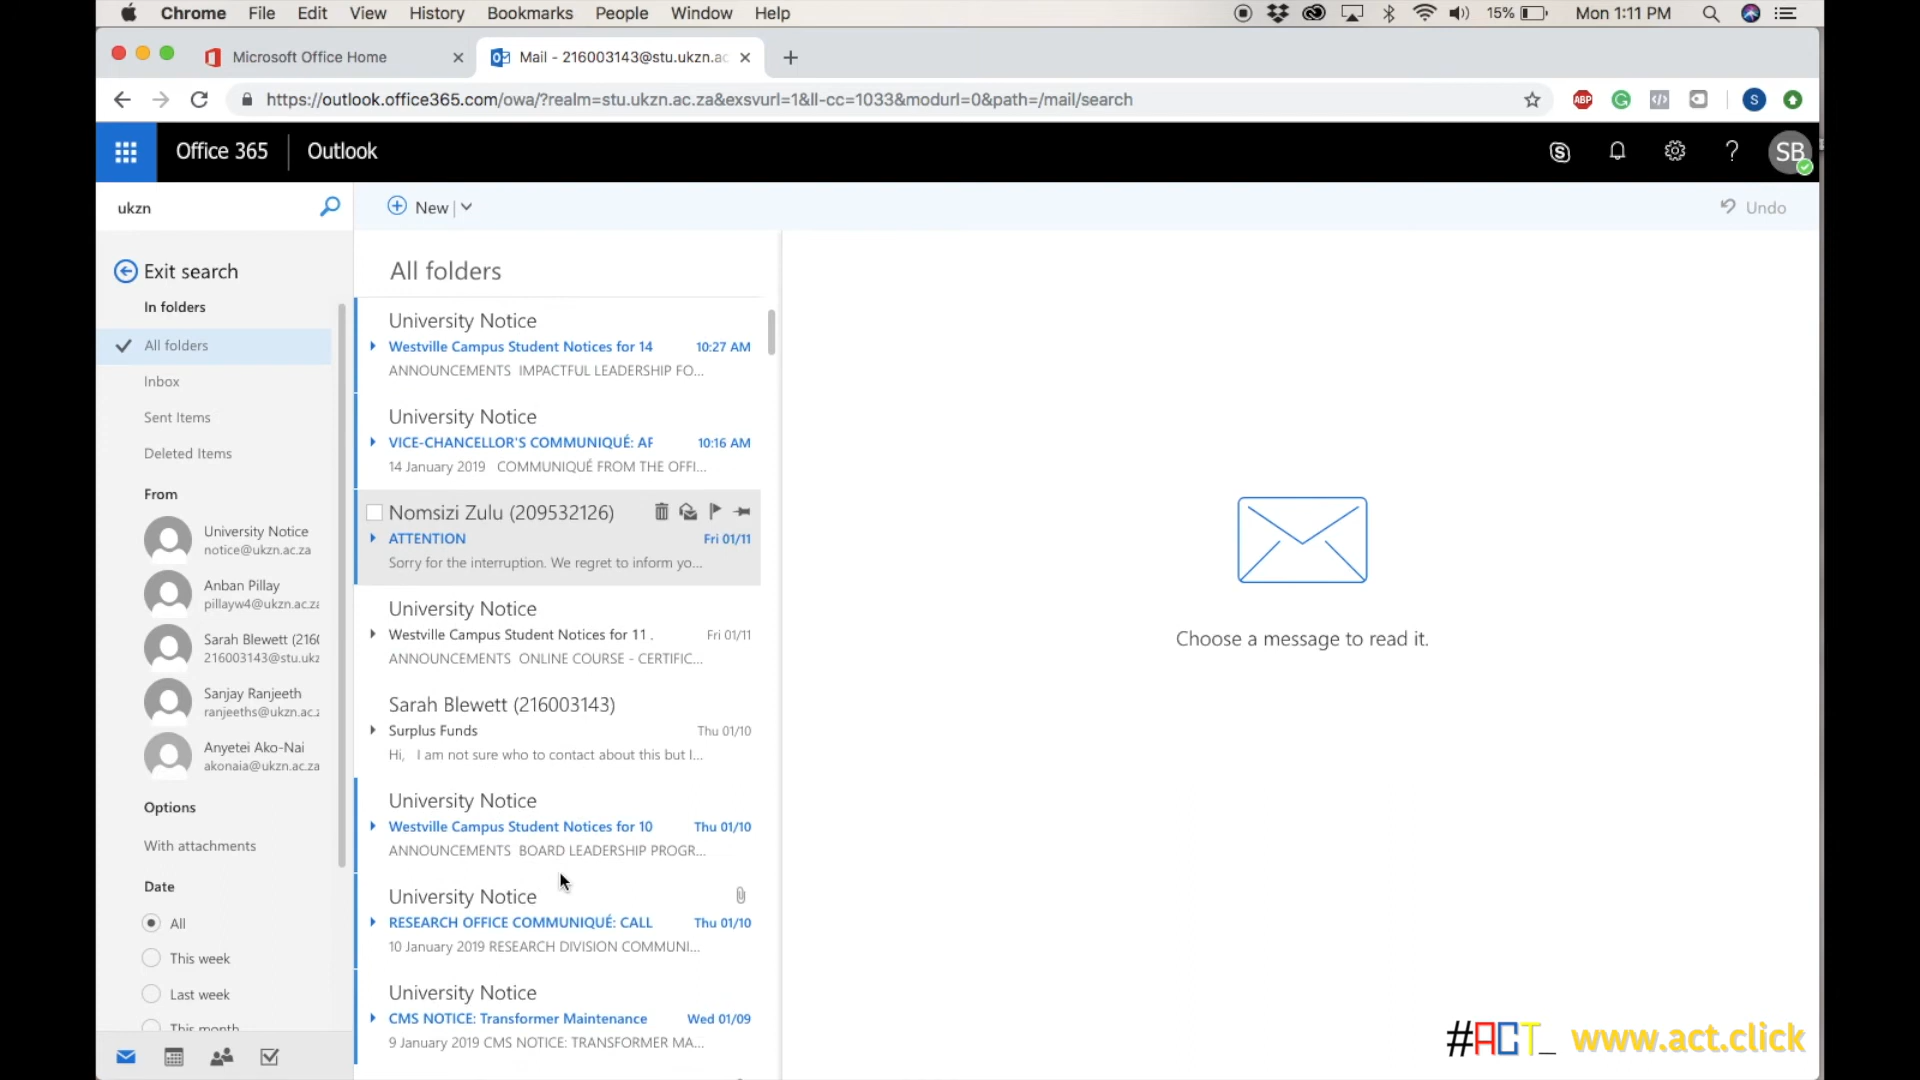 Chrome File Edit View History Bookmarks People Window Help
15% Mon 1:11 PM
Microsoft Office Home
Mail - 216003143@stu.ukzn.ac
https://outlook.office365.com/owa/?realm=stu.ukzn.ac.za&exsvurl=1&ll-cc=1033&modurl=0&path=/mail/search
ABP
S
Office 365
Outlook
SB
ukzn
New
Undo
Exit search
In folders
All folders
Inbox
Sent Items
Deleted Items
From
University Notice
notice@ukzn.ac.za
Anban Pillay
pillayw4@ukzn.ac.za
Sarah Blewett (216(
216003143@stu.ukz
Sanjay Ranjeeth
ranjeeths@ukzn.ac.z
Anyetei Ako-Nai
akonaia@ukzn.ac.za
Options
With attachments
Date
All
This week
Last week
This month
All folders
University Notice
Westville Campus Student Notices for 14 10:27 AM
ANNOUNCEMENTS IMPACTFUL LEADERSHIP FO...
University Notice
VICE-CHANCELLOR'S COMMUNIQUÉ: AF 10:16 AM
14 January 2019 COMMUNIQUÉ FROM THE OFFI...
Nomsizi Zulu (209532126)
ATTENTION Fri 01/11
Sorry for the interruption. We regret to inform yo...
University Notice
Westville Campus Student Notices for 11 . Fri 01/11
ANNOUNCEMENTS ONLINE COURSE - CERTIFIC...
Sarah Blewett (216003143)
Surplus Funds Thu 01/10
Hi, I am not sure who to contact about this but I...
University Notice
Westville Campus Student Notices for 10 Thu 01/10
ANNOUNCEMENTS BOARD LEADERSHIP PROGR...
University Notice
RESEARCH OFFICE COMMUNIQUÉ: CALL Thu 01/10
10 January 2019 RESEARCH DIVISION COMMUNI...
University Notice
CMS NOTICE: Transformer Maintenance Wed 01/09
9 January 2019 CMS NOTICE: TRANSFORMER MA...
Choose a message to read it.
#ACT_ www.act.click